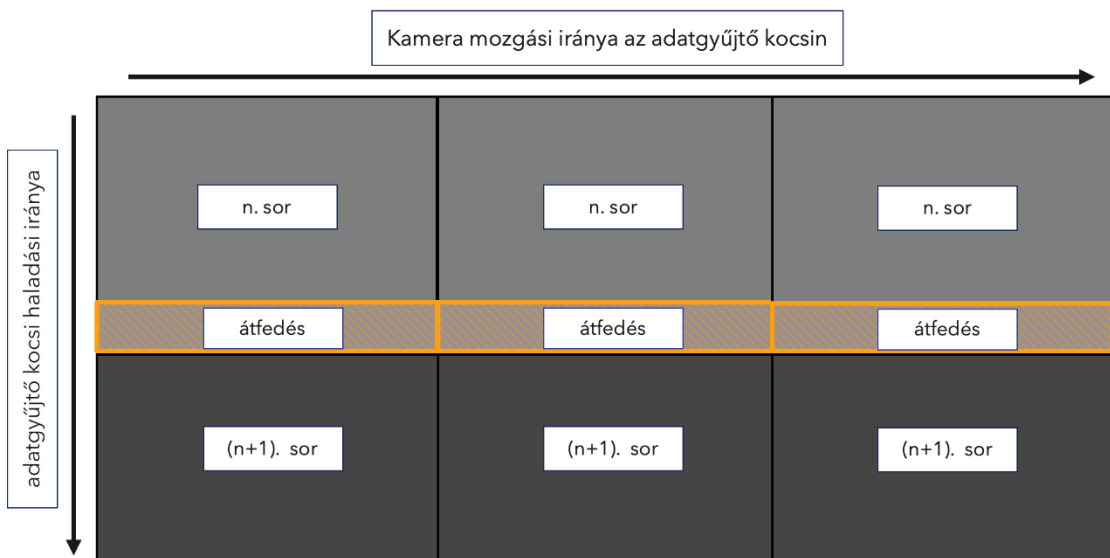 Kamera mozgási iránya az adatgyűjtő kocsin
adatgyűjtő kocsi haladási iránya
n. sor
n. sor
n. sor
átfedés
átfedés
átfedés
(n+1). sor
(n+1). sor
(n+1). sor